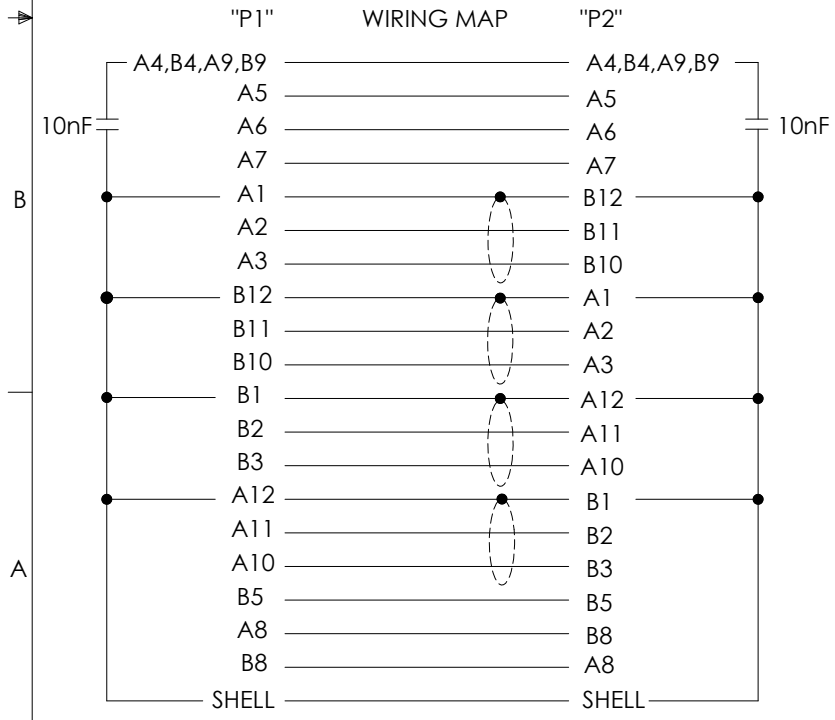 "P1" WIRING MAP "P2"
A4,B4,A9,B9 A4,B4,A9,B9
A5 A5
10nF A6 A6 10nF
A7 A7
B A1 B12
A2 B11
A3 B10
B12 A1
B11 A2
B10 A3
B1 A12
B2 A11
B3 A10
A12 B1
A11 B2
A A10 B3
B5 B5
A8 B8
B8 A8
SHELL SHELL